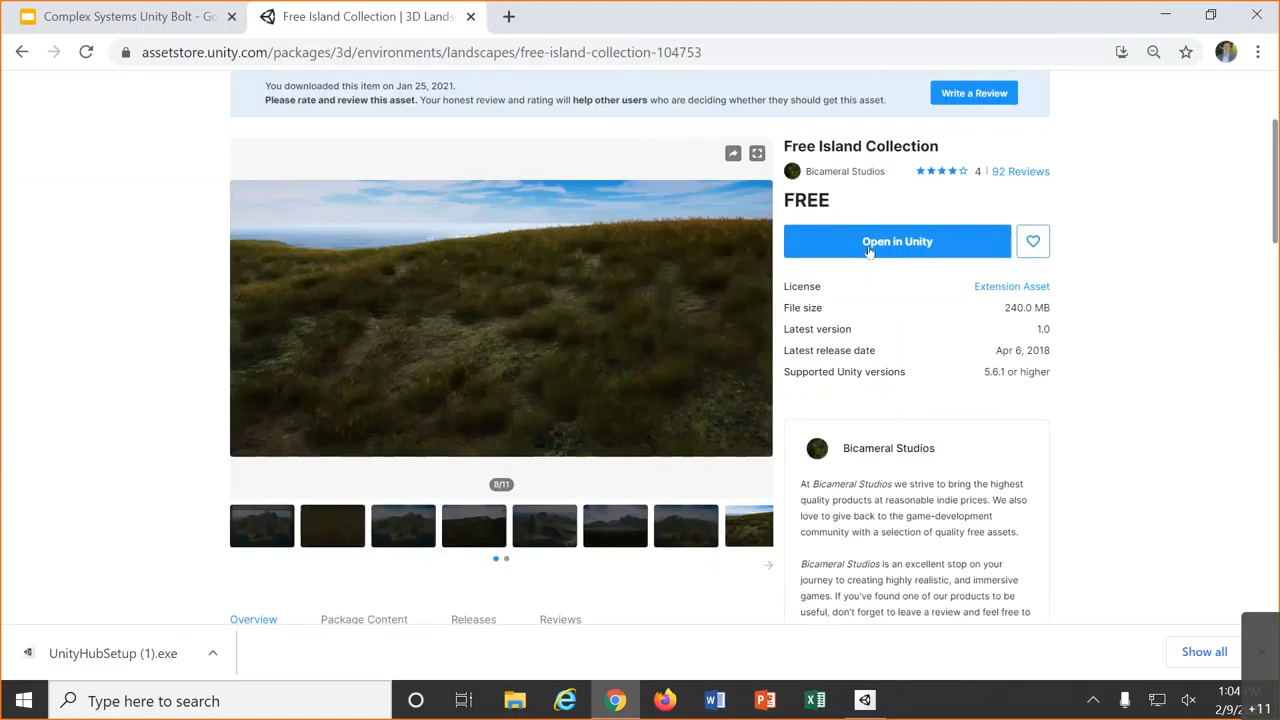 Complex Systems Unity Bolt - Go
Free Island Collection | 3D Lands
assetstore.unity.com/packages/3d/environments/landscapes/free-island-collection-104753
You downloaded this item on Jan 25, 2021.
Please rate and review this asset. Your honest review and rating will help other users who are deciding whether they should get this asset.
Write a Review
Free Island Collection
Bicameral Studios
4 | 92 Reviews
FREE
Open in Unity
License Extension Asset
File size 240.0 MB
Latest version 1.0
Latest release date Apr 6, 2018
Supported Unity versions 5.6.1 or higher
8/11
Bicameral Studios
At Bicameral Studios we strive to bring the highest
quality products at reasonable indie prices. We also
love to give back to the game-development
community with a selection of quality free assets.
Bicameral Studios is an excellent stop on your
journey to creating highly realistic, and immersive
games. If you've found one of our products to be
useful, don't forget to leave a review and feel free to
Overview Package Content Releases Reviews
UnityHubSetup (1).exe
Show all
Type here to search
1:04 PM
2/9/2
+11